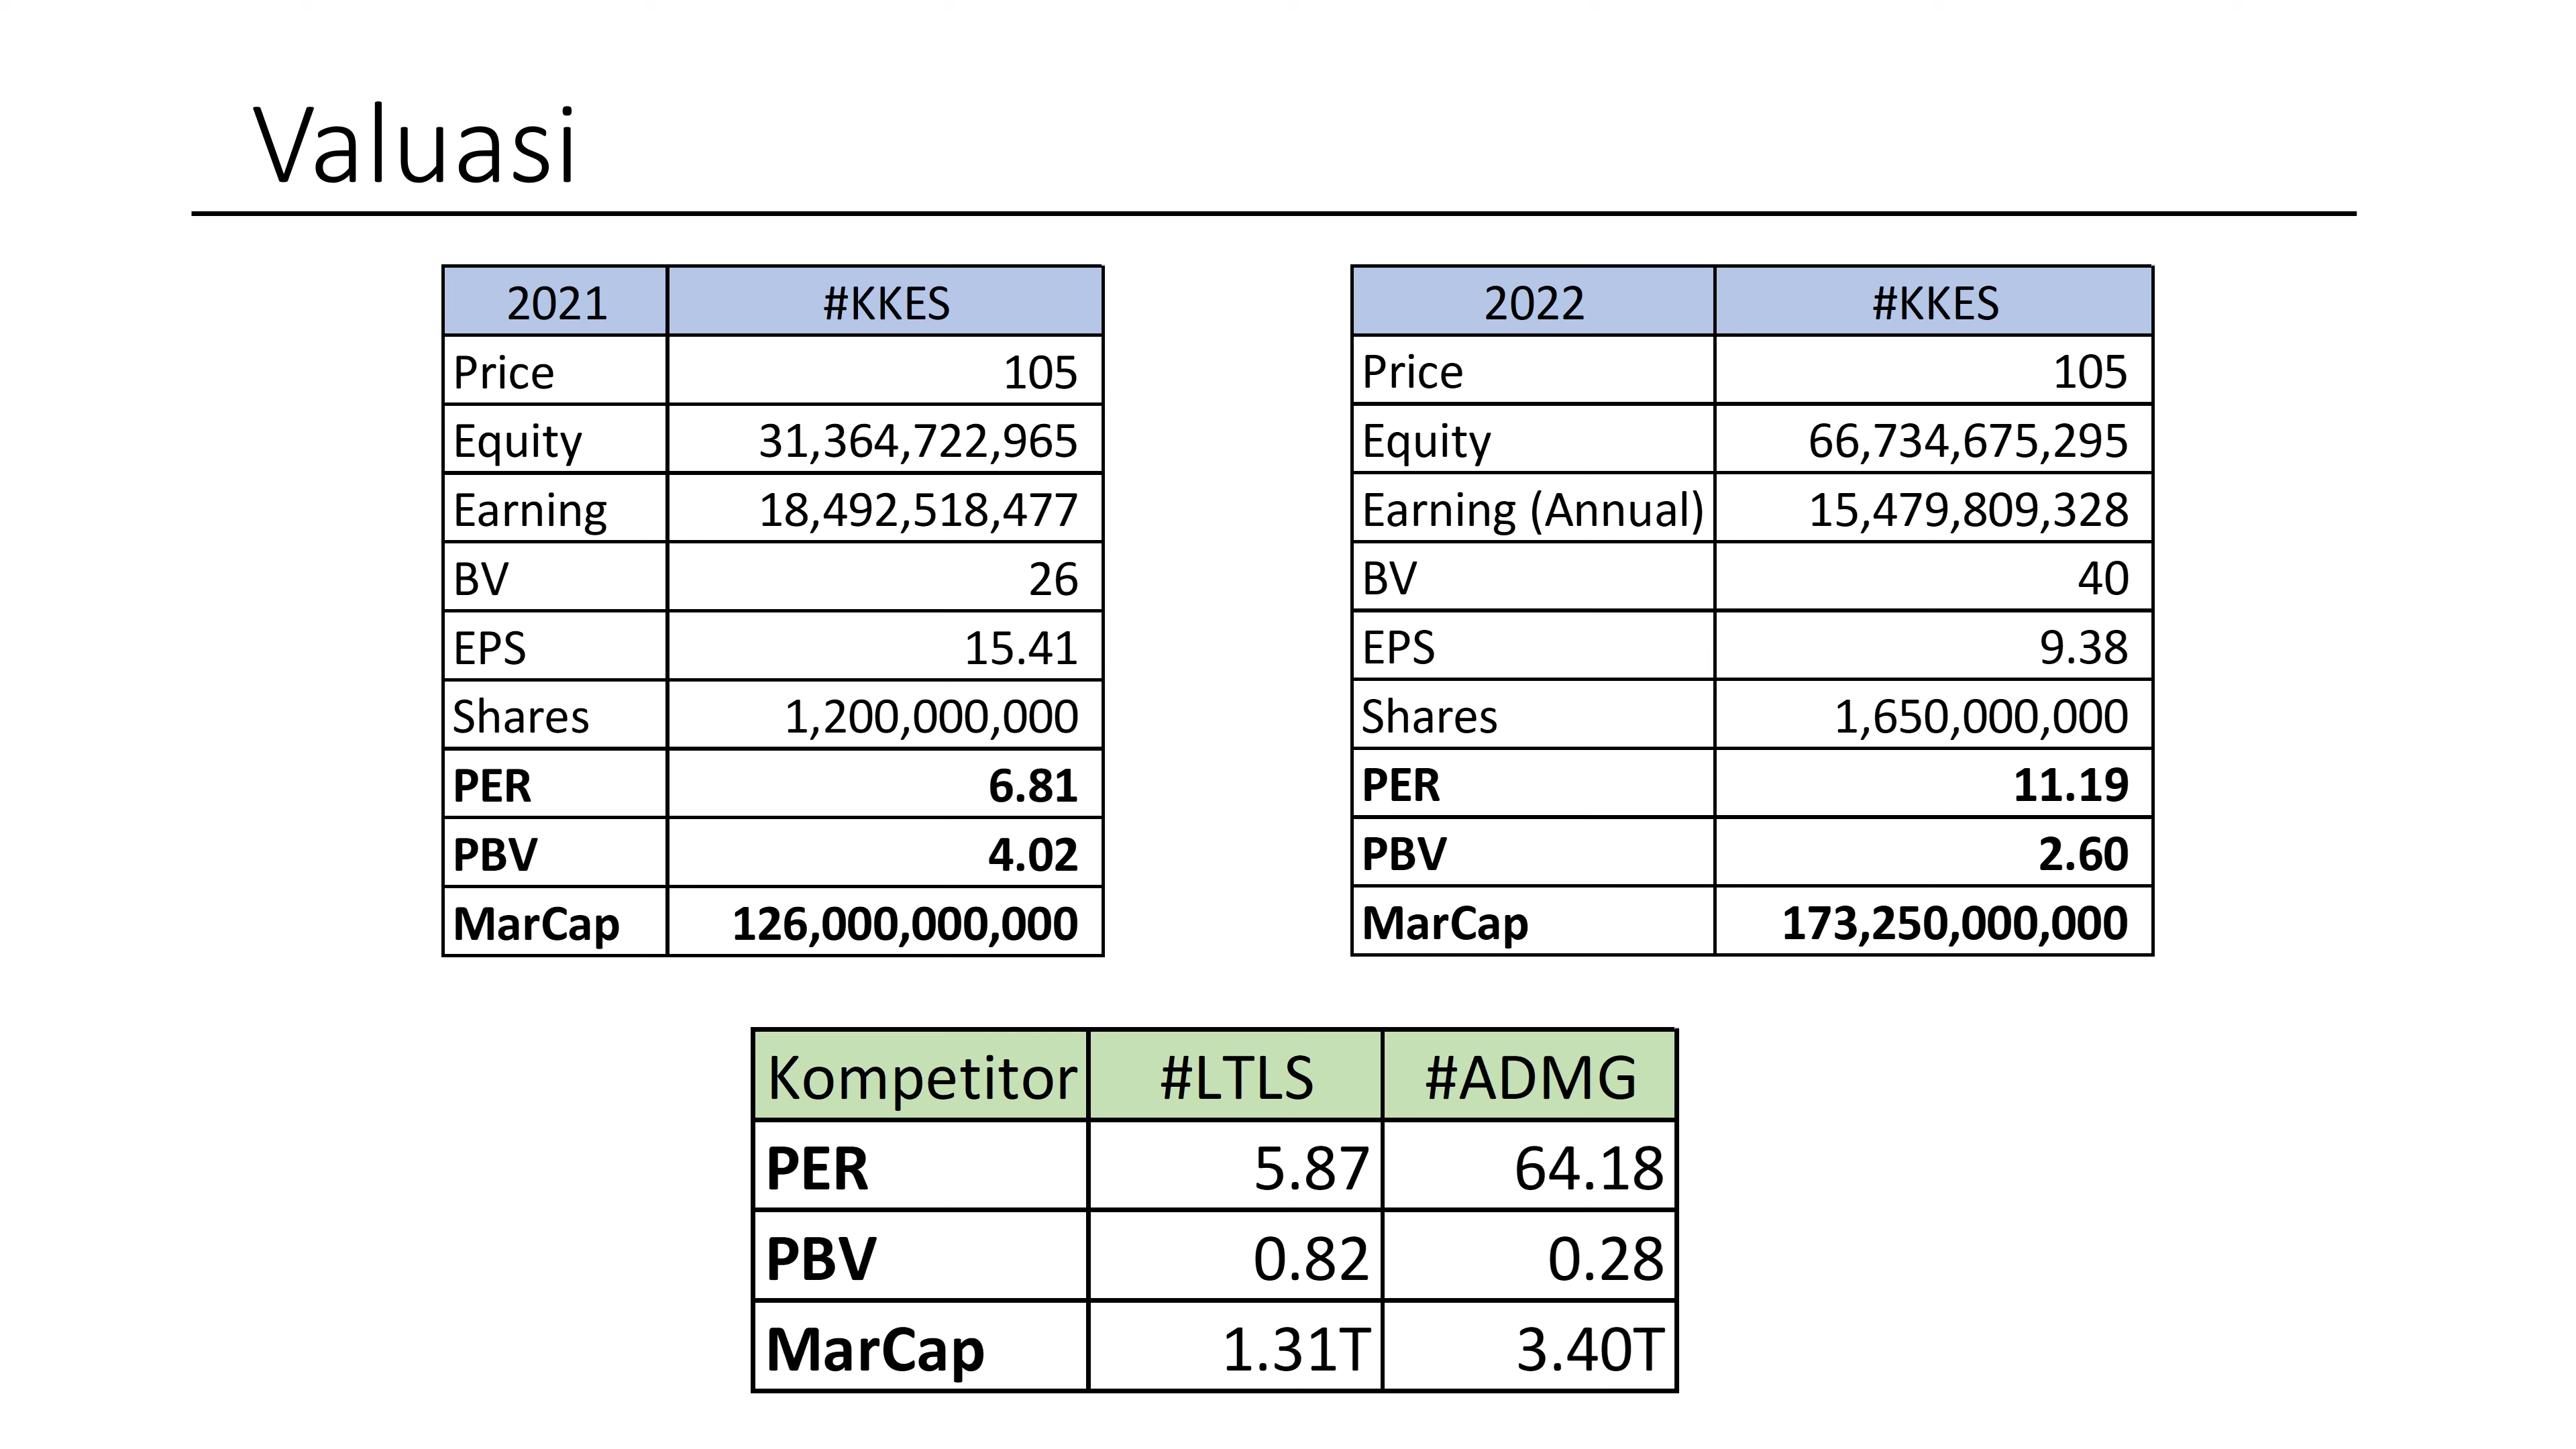 Valuasi
2021 #KKES
Price 105
Equity 31,364,722,965
Earning 18,492,518,477
BV 26
EPS 15.41
Shares 1,200,000,000
PER 6.81
PBV 4.02
MarCap 126,000,000,000
2022 #KKES
Price 105
Equity 66,734,675,295
Earning (Annual) 15,479,809,328
BV 40
EPS 9.38
Shares 1,650,000,000
PER 11.19
PBV 2.60
MarCap 173,250,000,000
Kompetitor #LTLS #ADMG
PER 5.87 64.18
PBV 0.82 0.28
MarCap 1.31T 3.40T